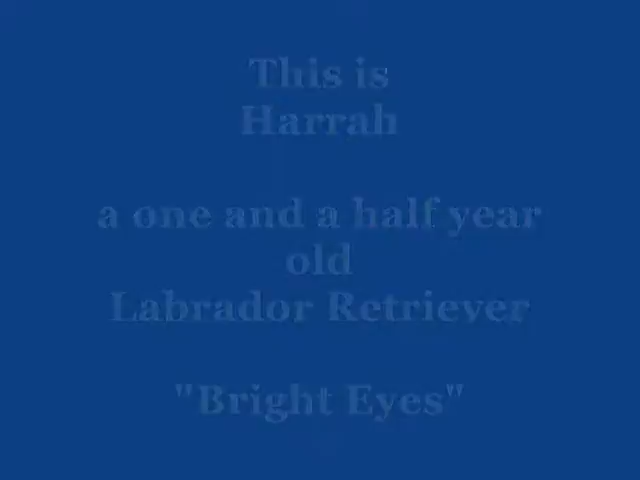 This is
Harrah
a one and a half year
old
Labrador Retriever
"Bright Eyes"